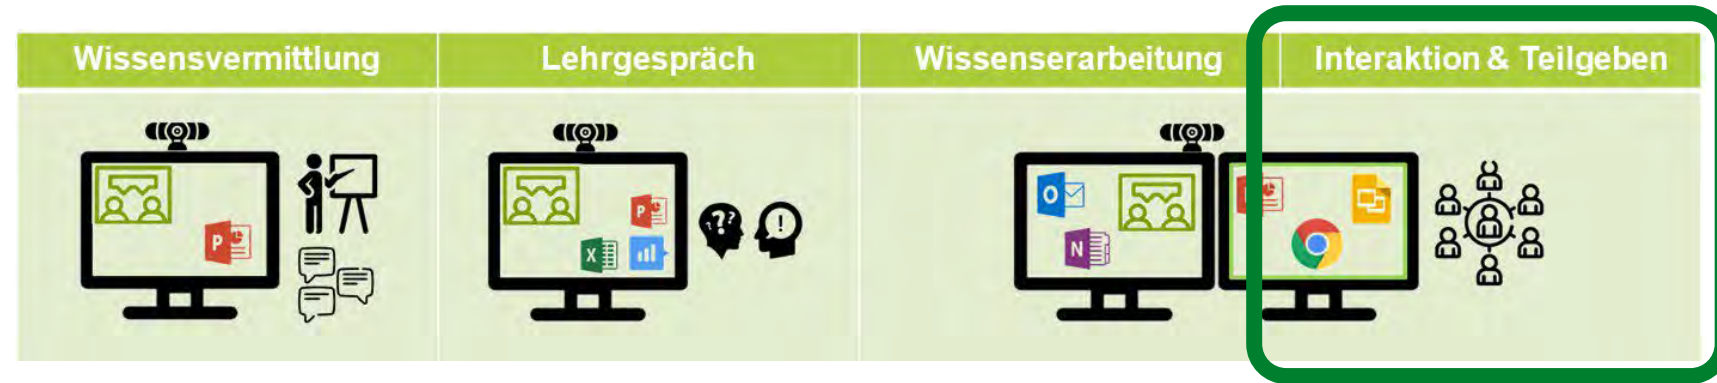 Wissensvermittlung
Lehrgespräch
Wissenserarbeitung
Interaktion & Teilgeben
P
P
X
O
N
???
!